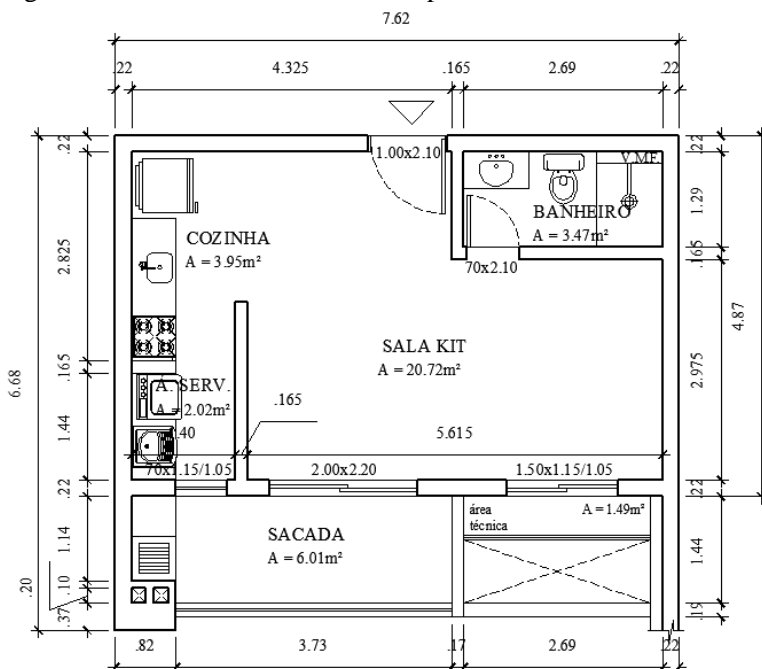 7.62
.22
4.325
.165
2.69
.22
.22
2.825
.165
1.44
.22
1.14
.10
.37
6.68
.20
1.00x2.10
V.ME.
BANHEIRO
A = 3.47m²
COZINHA
A = 3.95m²
70x2.10
SALA KIT
A = 20.72m²
Á. SERV.
A = 2.02m²
.40
.165
5.615
70x1.15/1.05
2.00x2.20
1.50x1.15/1.05
SACADA
A = 6.01m²
área
técnica
A = 1.49m²
.22
1.29
.165
2.975
.22
1.44
.19
4.87
.82
3.73
.17
2.69
.22